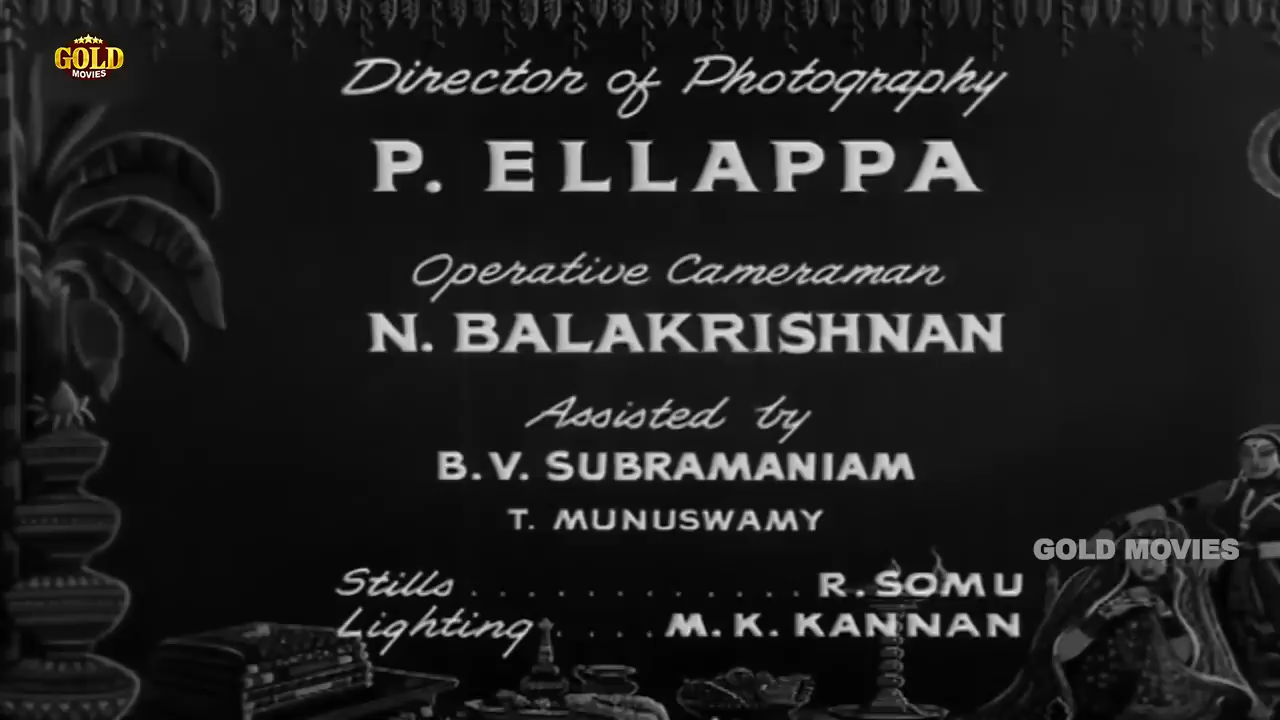 GOLD
MOVIES
Director of Photography
P. ELLAPPA
Operative Cameraman
N. BALAKRISHNAN
Assisted by
B.V. SUBRAMANIAM
T. MUNUSWAMY
GOLD MOVIES
Stills . . . . . . . . . . . . . R. SOMU
Lighting . . . . . M. K. KANNAN